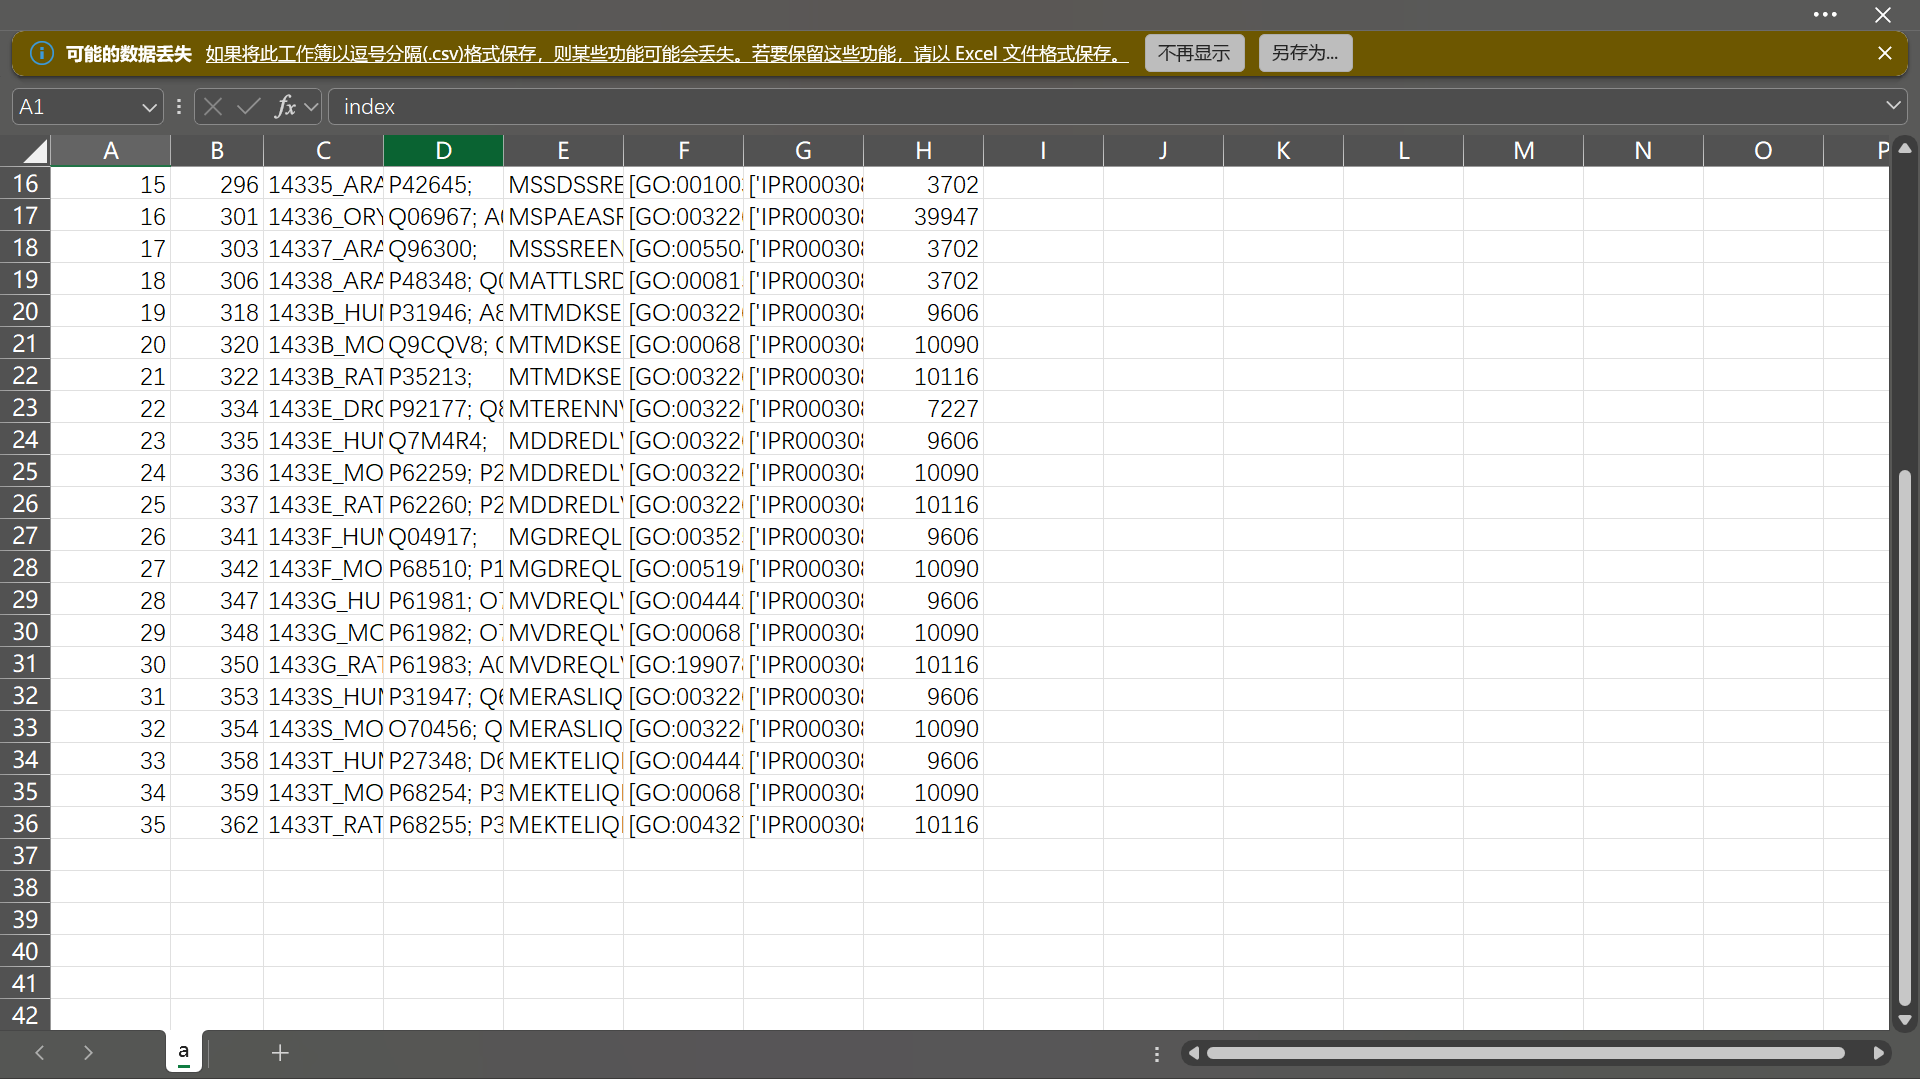 可能的数据丢失 如果将此工作簿以逗号分隔(.csv)格式保存，则某些功能可能会丢失。若要保留这些功能，请以 Excel 文件格式保存。 不再显示 另存为...
A1 fx index
A B C D E F G H I J K L M N O P
16 15 296 14335_ARA P42645; MSSDSSRE [GO:00100 ['IPR00030 3702
17 16 301 14336_ORY Q06967; A MSPAEASR [GO:00322 ['IPR00030 39947
18 17 303 14337_ARA Q96300; MSSSREEN [GO:00550 ['IPR00030 3702
19 18 306 14338_ARA P48348; Q MATTLSRD [GO:00081 ['IPR00030 3702
20 19 318 1433B_HU P31946; A8 MTMDKSE [GO:00322 ['IPR00030 9606
21 20 320 1433B_MO Q9CQV8; MTMDKSE [GO:00068 ['IPR00030 10090
22 21 322 1433B_RAT P35213; MTMDKSE [GO:00322 ['IPR00030 10116
23 22 334 1433E_DR P92177; Q8 MTERENN [GO:00322 ['IPR00030 7227
24 23 335 1433E_HU Q7M4R4; MDDREDL [GO:00322 ['IPR00030 9606
25 24 336 1433E_MO P62259; P2 MDDREDL [GO:00322 ['IPR00030 10090
26 25 337 1433E_RAT P62260; P2 MDDREDL [GO:00322 ['IPR00030 10116
27 26 341 1433F_HU Q04917; MGDREQL [GO:00352 ['IPR00030 9606
28 27 342 1433F_MO P68510; P1 MGDREQL [GO:00519 ['IPR00030 10090
29 28 347 1433G_HU P61981; O7 MVDREQL [GO:00444 ['IPR00030 9606
30 29 348 1433G_MO P61982; O7 MVDREQL [GO:00068 ['IPR00030 10090
31 30 350 1433G_RAT P61983; A0 MVDREQL [GO:19907 ['IPR00030 10116
32 31 353 1433S_HU P31947; Q6 MERASLIQ [GO:00322 ['IPR00030 9606
33 32 354 1433S_MO O70456; Q MERASLIQ [GO:00322 ['IPR00030 10090
34 33 358 1433T_HU P27348; D6 MEKTELIQ [GO:00444 ['IPR00030 9606
35 34 359 1433T_MO P68254; P3 MEKTELIQ [GO:00068 ['IPR00030 10090
36 35 362 1433T_RAT P68255; P3 MEKTELIQ [GO:00432 ['IPR00030 10116
37
38
39
40
41
42
a